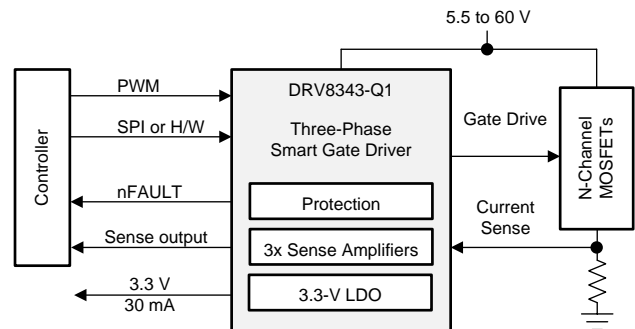 5.5 to 60 V
Controller
PWM
SPI or H/W
nFAULT
Sense output
3.3 V
30 mA
DRV8343-Q1
Three-Phase
Smart Gate Driver
Protection
3x Sense Amplifiers
3.3-V LDO
Gate Drive
Current
Sense
N-Channel
MOSFETs